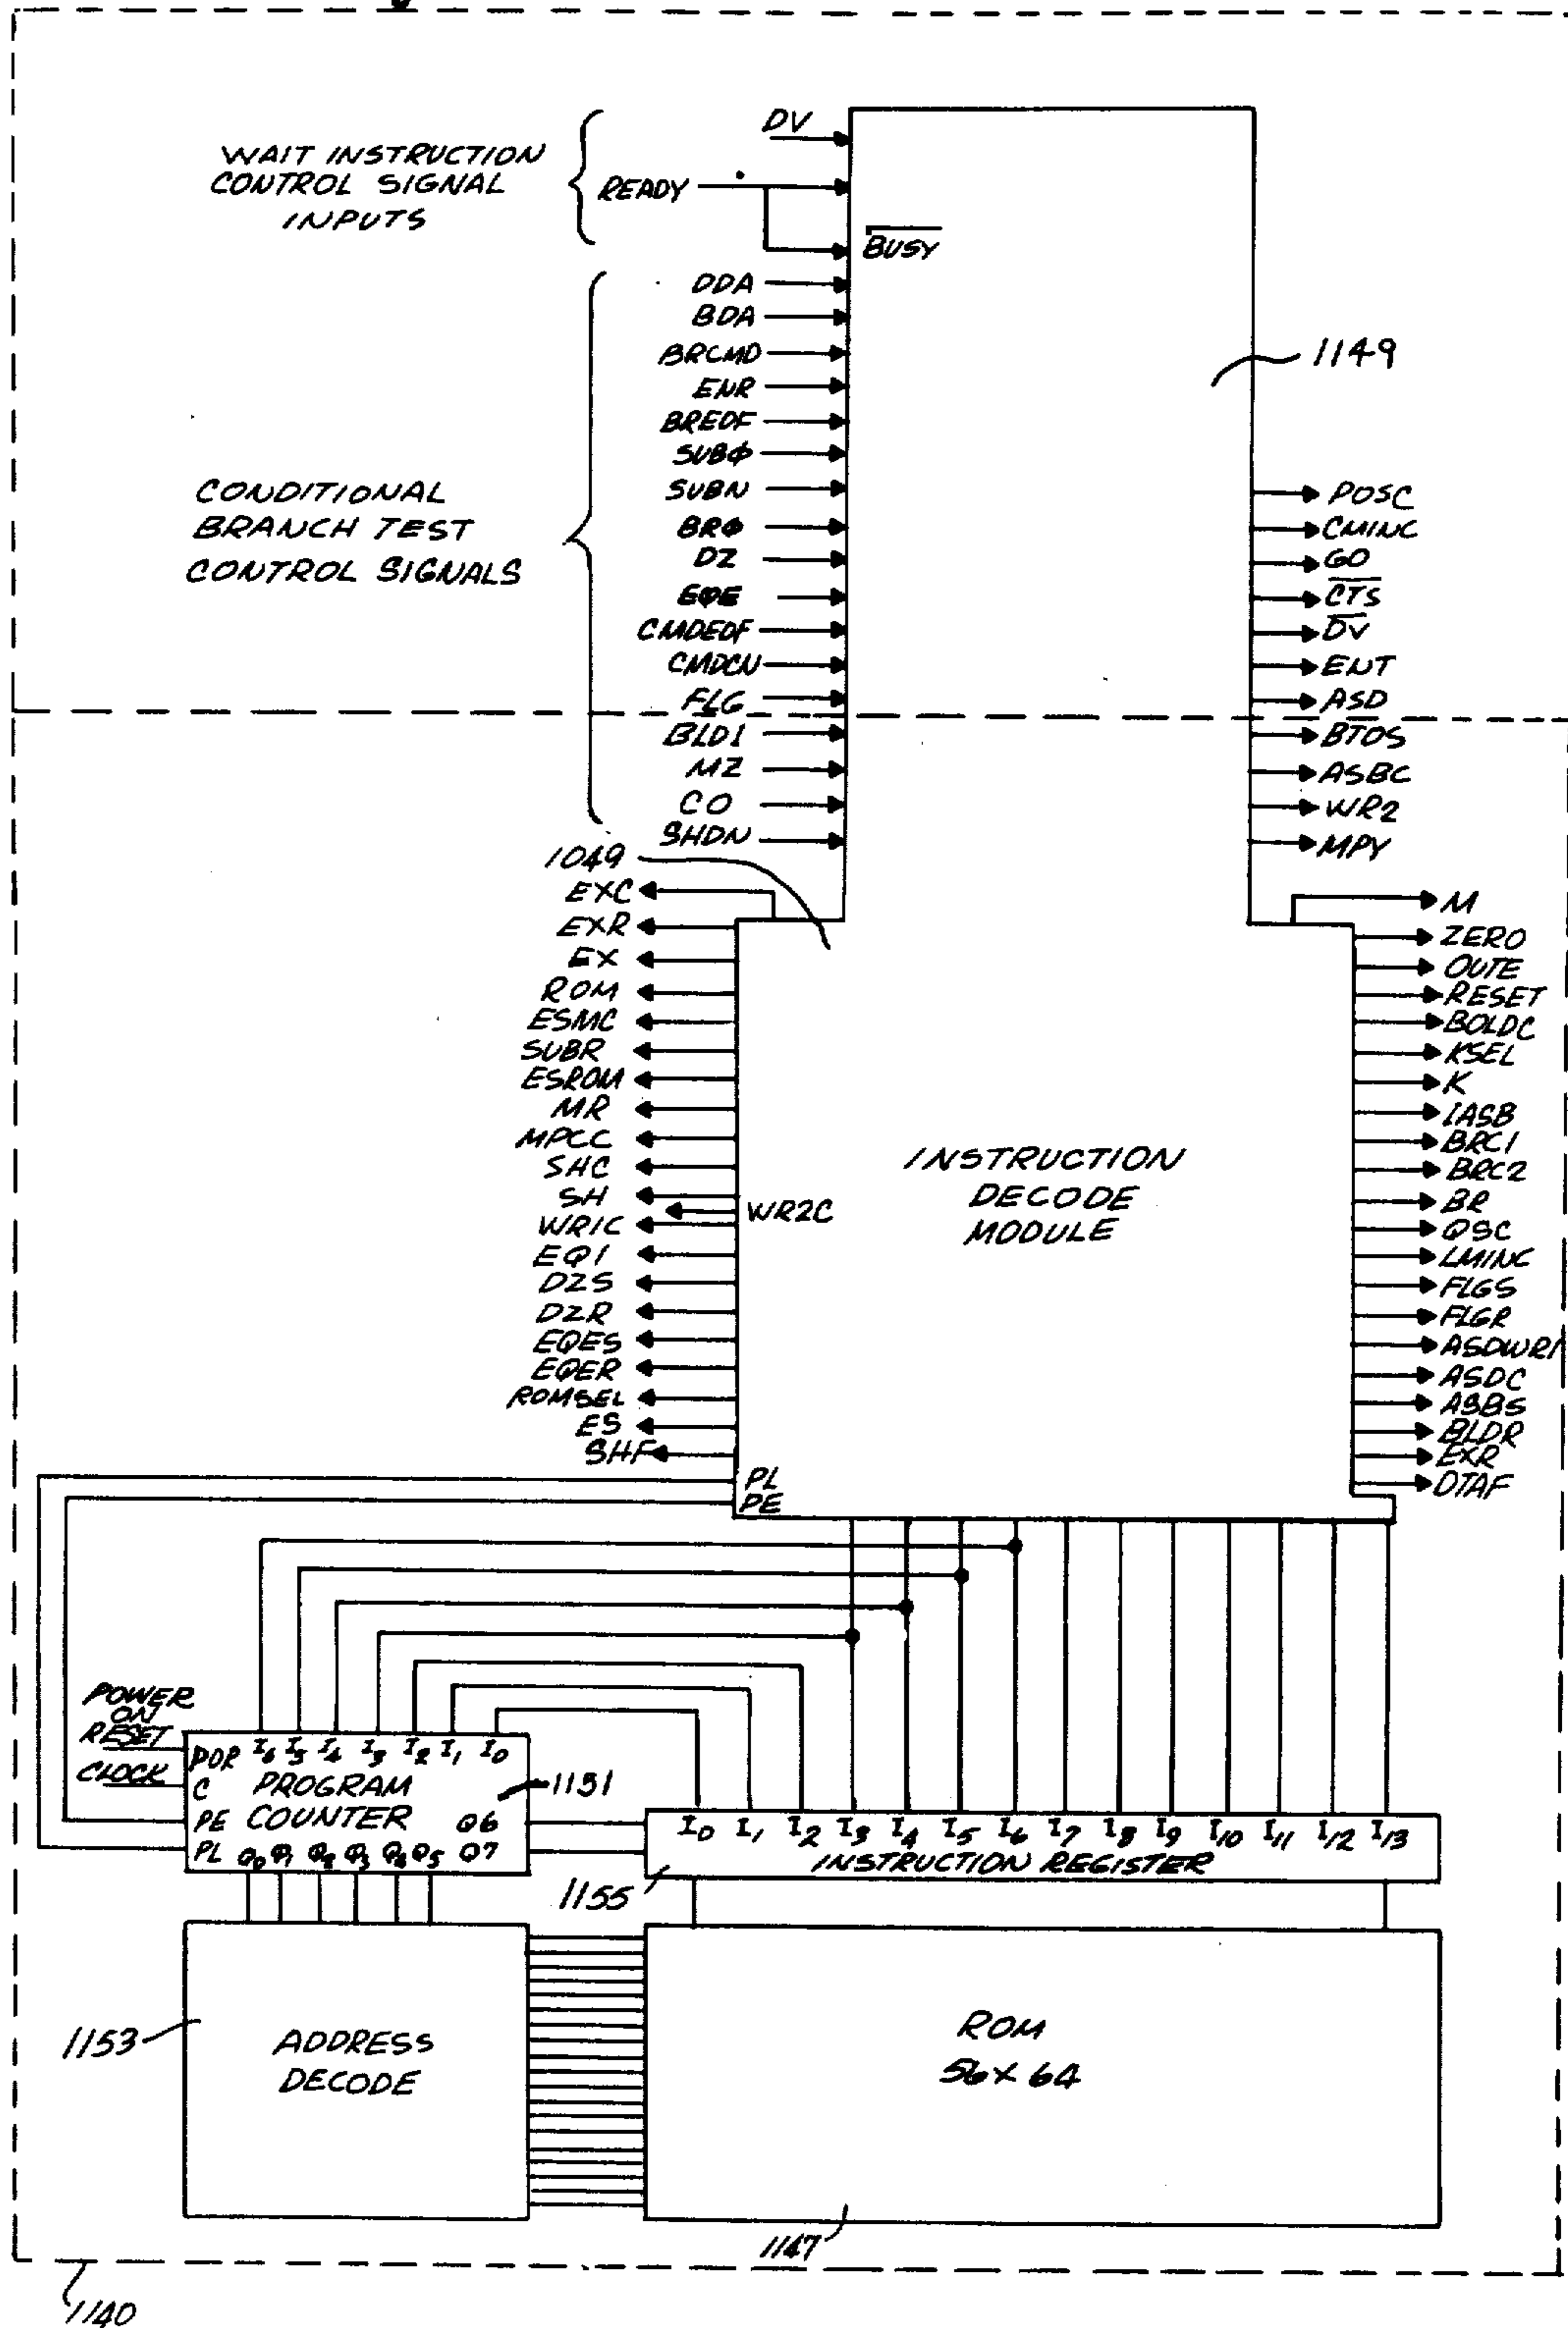 WAIT INSTRUCTION
CONTROL SIGNAL
INPUTS
DV
READY
BUSY
CONDITIONAL
BRANCH TEST
CONTROL SIGNALS
DDA
BDA
BRCMD
ENR
BREOF
SUBΦ
SUBN
BRΦ
DZ
EQE
CMDEOF
CMDCN
FLG
BLD1
MZ
CO
SHDN
1149
POSC
CMINC
GO
CTS
DV
ENT
ASD
BTOS
ASBC
WR2
MPY
1049
EXC
EXR
EX
ROM
ESMC
SUBR
ESROM
MR
MPCC
SHC
SH
WR2C
WR1C
EQ1
DZS
DZR
EQES
EQER
ROMSEL
ES
SHF
PL
PE
INSTRUCTION
DECODE
MODULE
M
ZERO
OUTE
RESET
BOLDC
KSEL
K
IASB
BRC1
BRC2
BR
QSC
LMINC
FLGS
FLGR
ASDWR1
ASDC
ASBS
BLDR
EXR
DTAF
POWER
ON
RESET
CLOCK
POR I6 I5 I4 I3 I2 I1 I0
C PROGRAM
PE COUNTER Q6
PL Q0 Q1 Q2 Q3 Q4 Q5 Q7
1151
I0 I1 I2 I3 I4 I5 I6 I7 I8 I9 I10 I11 I12 I13
INSTRUCTION REGISTER
1155
1153
ADDRESS
DECODE
ROM
56 X 64
1147
1140